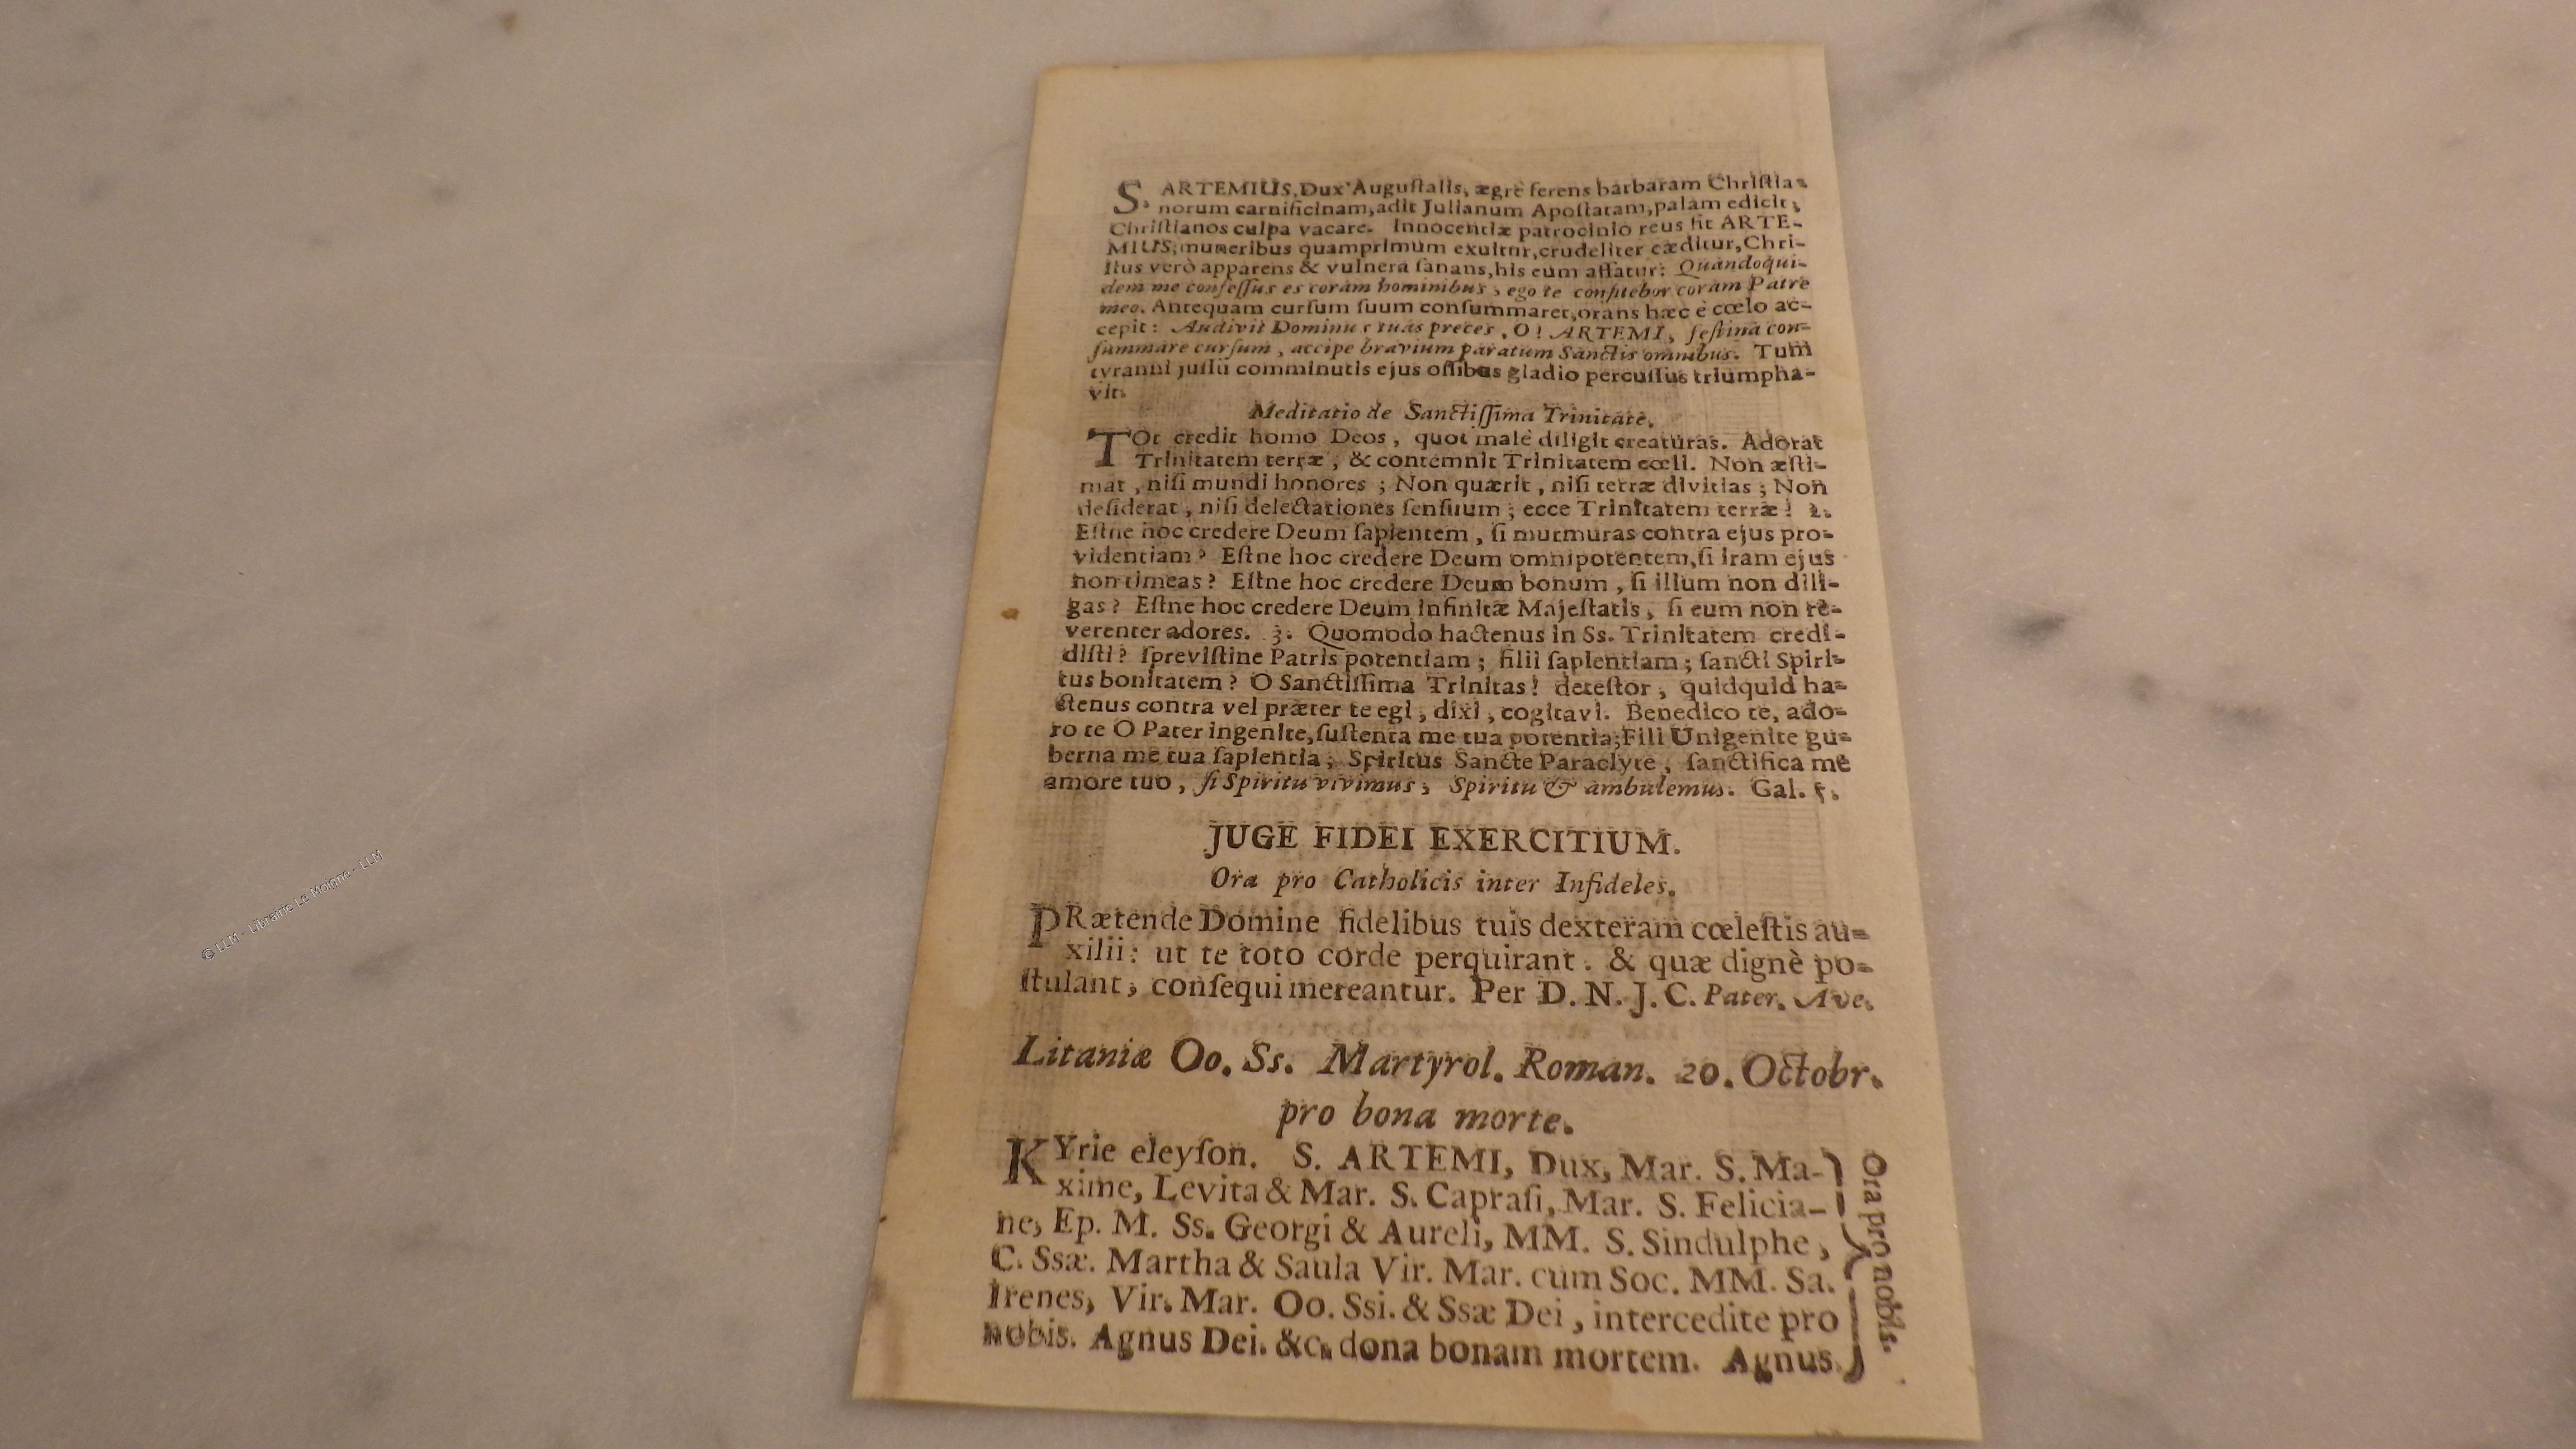 S. ARTEMIUS, Dux Auguſtalis, ægrè ferens barbaram Chriſtia-
norum carnificinam, adit Julianum Apoſtatam, palam edicit,
Chriſtianos culpa vacare. Innocentiæ patrocinio reus fit ARTE-
MIUS, muneribus quamprimum exuitur, crudeliter cæditur, Chri-
ſtus verò apparens & vulnera ſanans, his eum affatur: Quandoqui-
dem me confeſſus es coram hominibus, ego te confitebor coram Patre
meo. Antequam curſum ſuum conſummaret, orans hæc è cœlo ac-
cepit: Audivit Dominus tuas preces, O! ARTEMI, feſtina con-
ſummare curſum, accipe bravium paratum Sanctis omnibus. Tum
tyranni juſſu comminutis ejus oſſibus gladio percuſſus triumpha-
vit.
Meditatio de Sanctiſſima Trinitate.
TOt credit homo Deos, quot malè diligit creaturas. Adorat
Trinitatem terræ, & contemnit Trinitatem cœli. Non æſti-
mat, niſi mundi honores; Non quærit, niſi terræ divitias; Non
deſiderat, niſi delectationes ſenſuum; ecce Trinitatem terræ! 2.
Eſtne hoc credere Deum ſapientem, ſi murmuras contra ejus pro-
videntiam? Eſtne hoc credere Deum omnipotentem, ſi iram ejus
non timeas? Eſtne hoc credere Deum bonum, ſi illum non dili-
gas? Eſtne hoc credere Deum infinitæ Majeſtatis, ſi eum non re-
verenter adores. 3. Quomodo hactenus in Ss. Trinitatem credi-
diſti? ſpreviſtine Patris potentiam; filii ſapientiam; ſancti Spiri-
tus bonitatem? O Sanctiſſima Trinitas! deteſtor, quidquid ha-
ctenus contra vel præter te egi, dixi, cogitavi. Benedico te, ado-
ro te O Pater ingenite, ſuſtenta me tua potentia; Fili Unigenite gu-
berna me tua ſapientia; Spiritus Sancte Paraclyte, ſanctifica me
amore tuo, ſi Spiritu vivimus, Spiritu & ambulemus. Gal. 5.
JUGE FIDEI EXERCITIUM.
Ora pro Catholicis inter Infideles.
PRætende Domine fidelibus tuis dexteram cœleſtis au-
xilii: ut te toto corde perquirant. & quæ dignè po-
ſtulant, conſequi mereantur. Per D. N. J. C. Pater. Ave.
Litaniæ Oo. Ss. Martyrol. Roman. 20. Octobr.
pro bona morte.
KYrie eleyſon. S. ARTEMI, Dux, Mar. S. Ma-
xime, Levita & Mar. S. Capraſi, Mar. S. Felicia-
ne, Ep. M. Ss. Georgi & Aureli, MM. S. Sindulphe,
C. Ssæ. Martha & Saula Vir. Mar. cum Soc. MM. Sa.
Irenes, Vir. Mar. Oo. Ssi. & Ssæ Dei, intercedite pro
nobis. Agnus Dei. &c. dona bonam mortem. Agnus.
Ora pro nobis.
© LLM - Librairie Le Moigne - LLM